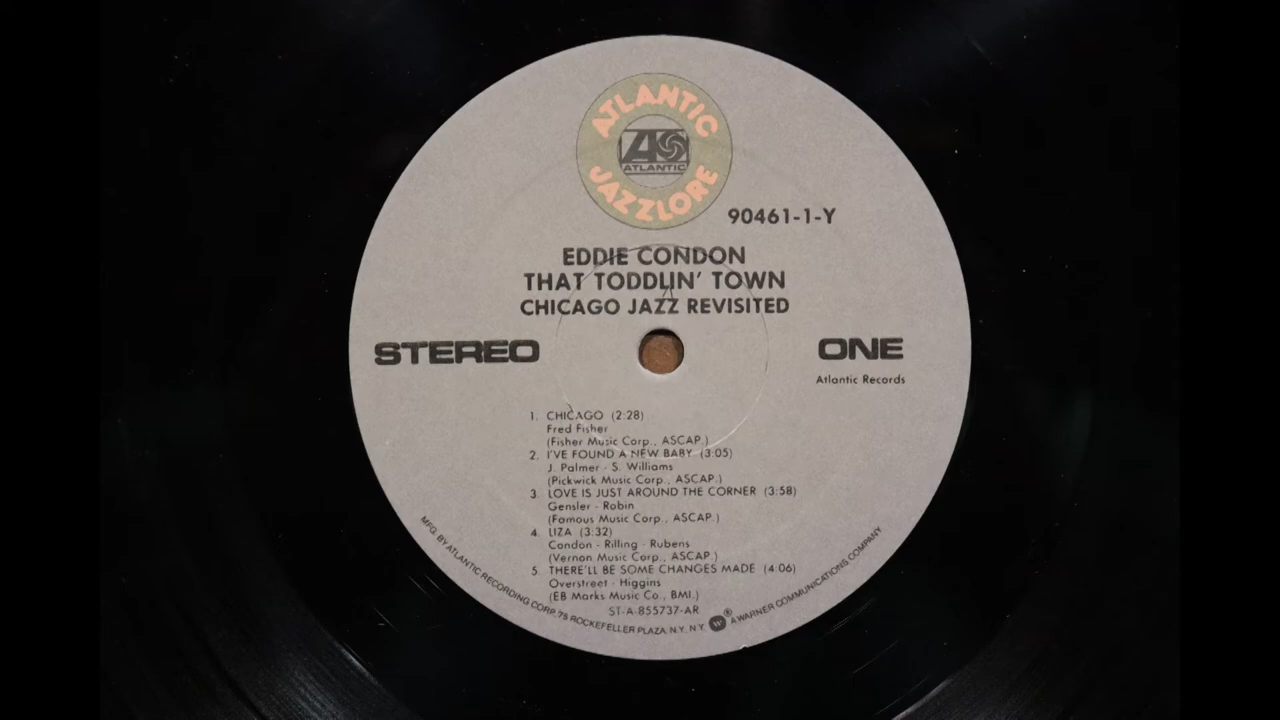 ATLANTIC
ATLANTIC
JAZZLORE
90461-1-Y
EDDIE CONDON
THAT TODDLIN' TOWN
CHICAGO JAZZ REVISITED
STEREO
ONE
Atlantic Records
1. CHICAGO (2:28)
Fred Fisher
(Fisher Music Corp., ASCAP.)
2. I'VE FOUND A NEW BABY (3:05)
J. Palmer - S. Williams
(Pickwick Music Corp., ASCAP.)
3. LOVE IS JUST AROUND THE CORNER (3:58)
Gensler - Robin
(Famous Music Corp., ASCAP.)
4. LIZA (3:32)
Condon - Rilling - Rubens
(Vernon Music Corp., ASCAP.)
5. THERE'LL BE SOME CHANGES MADE (4:06)
Overstreet - Higgins
(EB Marks Music Co., BMI.)
ST-A-855737-AR
MFG. BY ATLANTIC RECORDING CORP. 75 ROCKEFELLER PLAZA, N.Y. N.Y. W ® A WARNER COMMUNICATIONS COMPANY